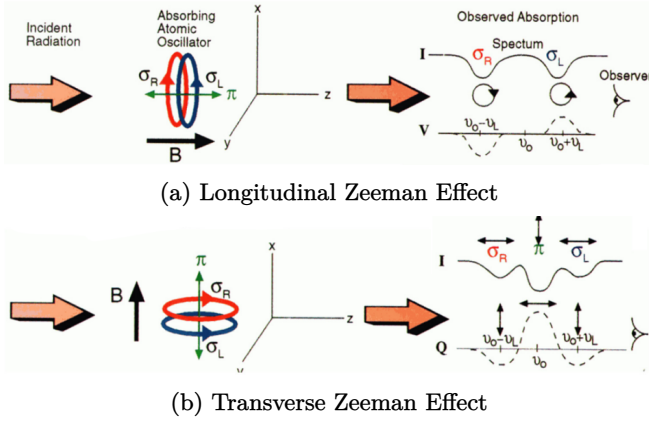 Incident
Radiation
Absorbing
Atomic
Oscillator
σR
σL
π
B
x
z
y
Observed Absorption
Spectum
I
σR
σL
Observer
V
υo-υL
υo
υo+υL
(a) Longitudinal Zeeman Effect
B
π
σR
σL
x
z
y
I
σR
π
σL
Q
υo-υL
υo
υo+υL
(b) Transverse Zeeman Effect